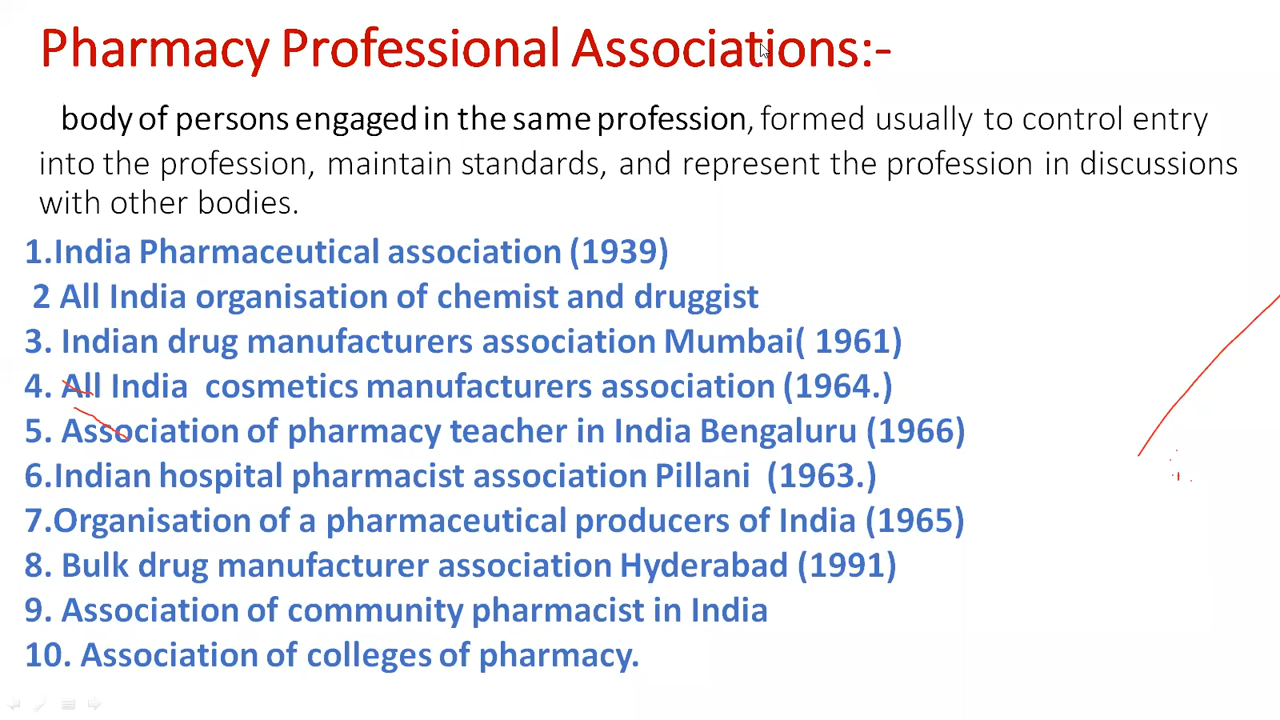 Pharmacy Professional Associations:-
body of persons engaged in the same profession, formed usually to control entry
into the profession, maintain standards, and represent the profession in discussions
with other bodies.
1.India Pharmaceutical association (1939)
2 All India organisation of chemist and druggist
3. Indian drug manufacturers association Mumbai( 1961)
4. All India cosmetics manufacturers association (1964.)
5. Association of pharmacy teacher in India Bengaluru (1966)
6.Indian hospital pharmacist association Pillani (1963.)
7.Organisation of a pharmaceutical producers of India (1965)
8. Bulk drug manufacturer association Hyderabad (1991)
9. Association of community pharmacist in India
10. Association of colleges of pharmacy.